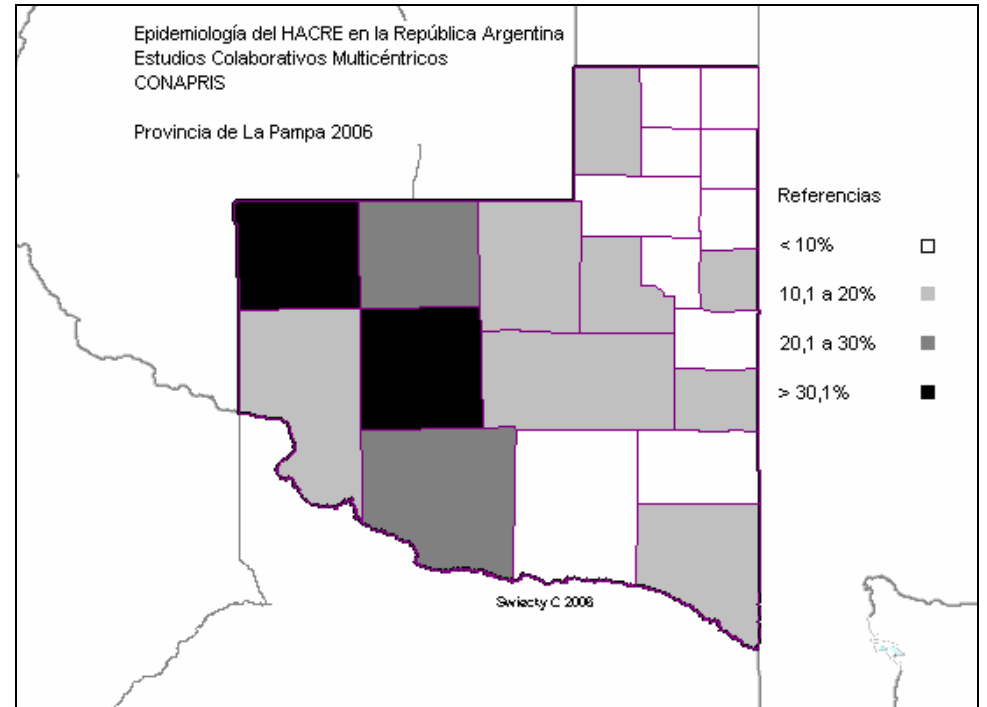 Epidemiología del HACRE en la República Argentina
Estudios Colaborativos Multicéntricos
CONAPRIS
Provincia de La Pampa 2006
Referencias
< 10%
10,1 a 20%
20,1 a 30%
> 30,1%
Swiecty C 2006